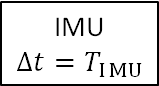 IMU
Δt = T_IMU